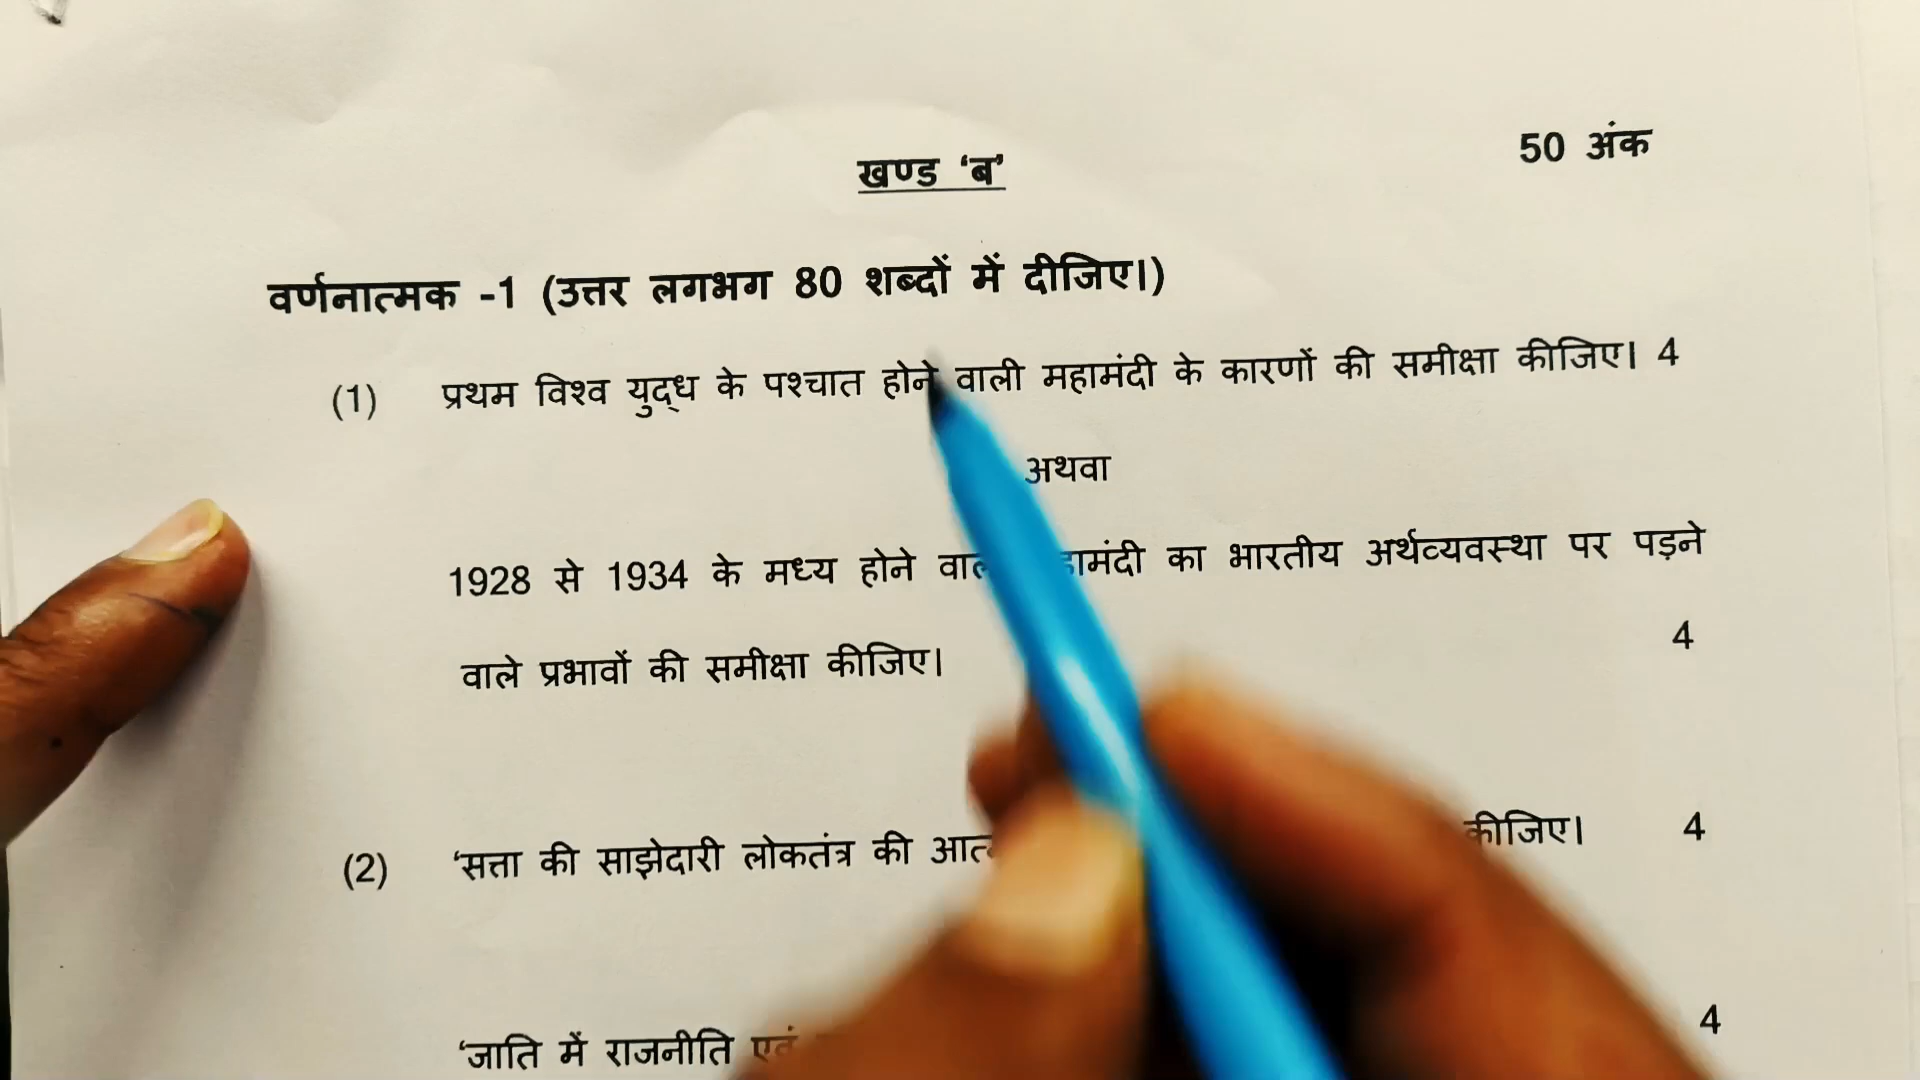 50 अंक
खण्ड ‘ब’
वर्णनात्मक -1 (उत्तर लगभग 80 शब्दों में दीजिए।)
(1) प्रथम विश्व युद्ध के पश्चात होने वाली महामंदी के कारणों की समीक्षा कीजिए। 4
अथवा
1928 से 1934 के मध्य होने का भारतीय अर्थव्यवस्था पर पड़ने
वाले प्रभावों की समीक्षा कीजिए। 4
(2) ‘सत्ता की साझेदारी लोकतंत्र की कीजिए। 4
‘जाति में राजनीति 4